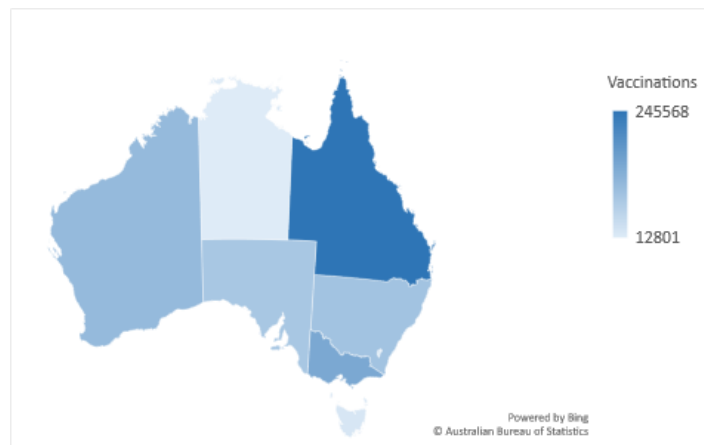 Vaccinations
245568
12801
Powered by Bing
© Australian Bureau of Statistics